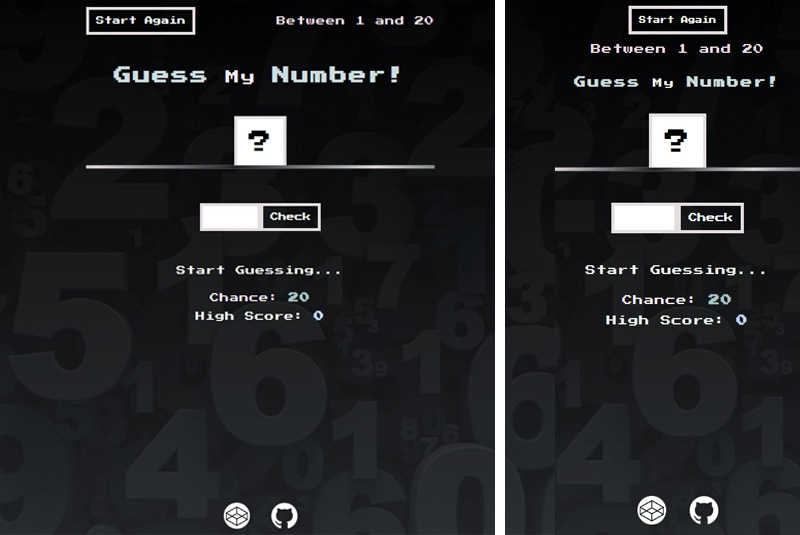 Start Again
Between 1 and 20
Guess My Number!
?
Check
Start Guessing...
Chance: 20
High Score: 0
Start Again
Between 1 and 20
Guess My Number!
?
Check
Start Guessing...
Chance: 20
High Score: 0